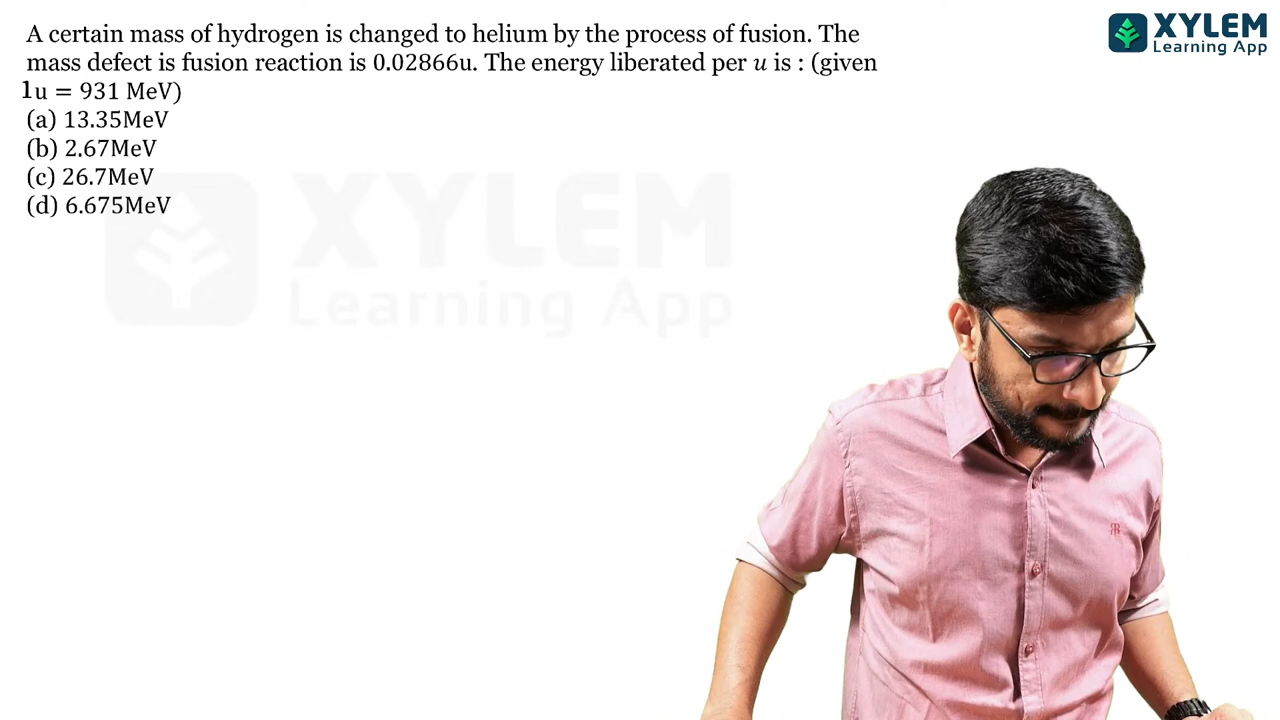 A certain mass of hydrogen is changed to helium by the process of fusion. The
mass defect is fusion reaction is 0.02866u. The energy liberated per u is : (given
1u = 931 MeV)
(a) 13.35MeV
(b) 2.67MeV
(c) 26.7MeV
(d) 6.675MeV
XYLEM
Learning App
XYLEM
Learning App